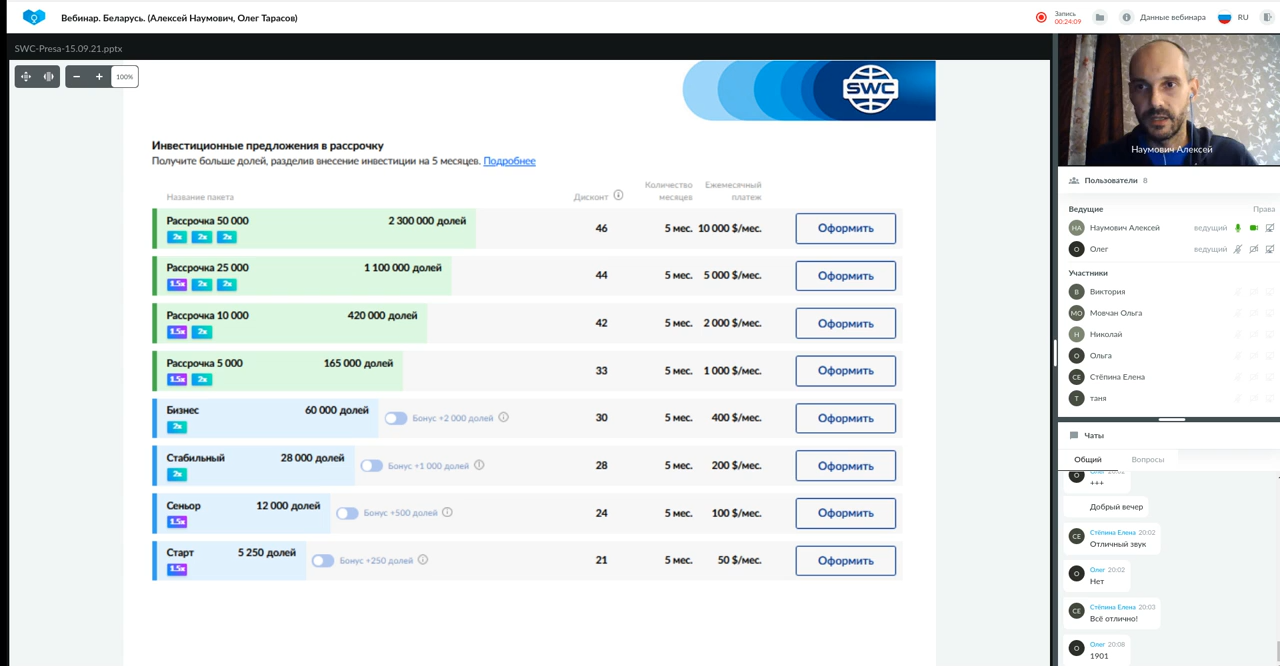 Вебинар. Беларусь. (Алексей Наумович, Олег Тарасов)
Запись
00:24:09
Данные вебинара
RU
SWC-Presa-15.09.21.pptx
100%
SWC
Инвестиционные предложения в рассрочку
Получите больше долей, разделив внесение инвестиции на 5 месяцев. Подробнее
Название пакета Дисконт Количество месяцев Ежемесячный платеж
Рассрочка 50 000 2 300 000 долей 46 5 мес. 10 000 $/мес. Оформить
2x 2x 2x
Рассрочка 25 000 1 100 000 долей 44 5 мес. 5 000 $/мес. Оформить
1.5x 2x 2x
Рассрочка 10 000 420 000 долей 42 5 мес. 2 000 $/мес. Оформить
1.5x 2x
Рассрочка 5 000 165 000 долей 33 5 мес. 1 000 $/мес. Оформить
1.5x 2x
Бизнес 60 000 долей Бонус +2 000 долей 30 5 мес. 400 $/мес. Оформить
2x
Стабильный 28 000 долей Бонус +1 000 долей 28 5 мес. 200 $/мес. Оформить
2x
Сеньор 12 000 долей Бонус +500 долей 24 5 мес. 100 $/мес. Оформить
1.5x
Старт 5 250 долей Бонус +250 долей 21 5 мес. 50 $/мес. Оформить
1.5x
Наумович Алексей
Пользователи 8
Ведущие Права
НА Наумович Алексей ведущий
О Олег ведущий
Участники
В Виктория
МО Мовчан Ольга
Н Николай
О Ольга
СЕ Стёпина Елена
Т таня
Чаты
Общий Вопросы
О
+++
Добрый вечер
СЕ Стёпина Елена 20:02
Отличный звук
О Олег 20:02
Нет
СЕ Стёпина Елена 20:03
Всё отлично!
О Олег 20:08
1901